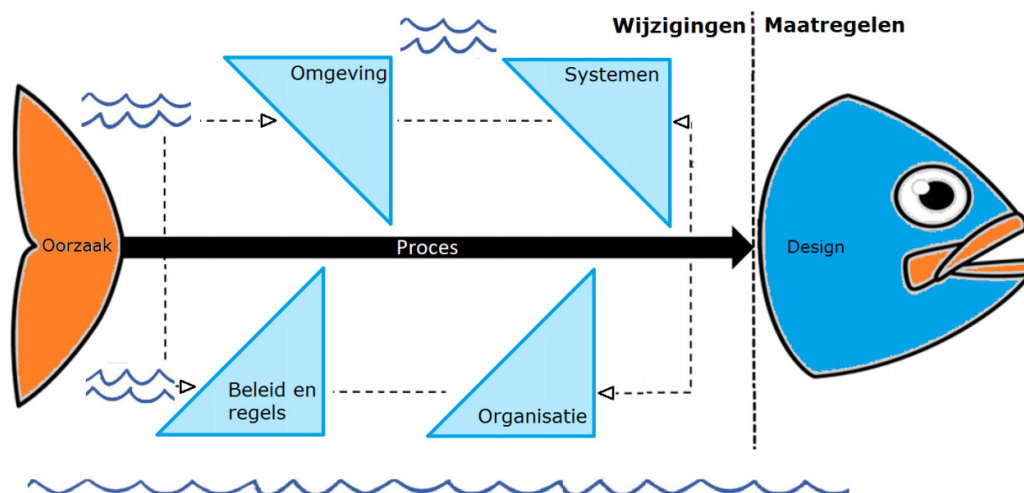 Wijzigingen Maatregelen
Omgeving
Systemen
Oorzaak
Proces
Design
Beleid en
regels
Organisatie